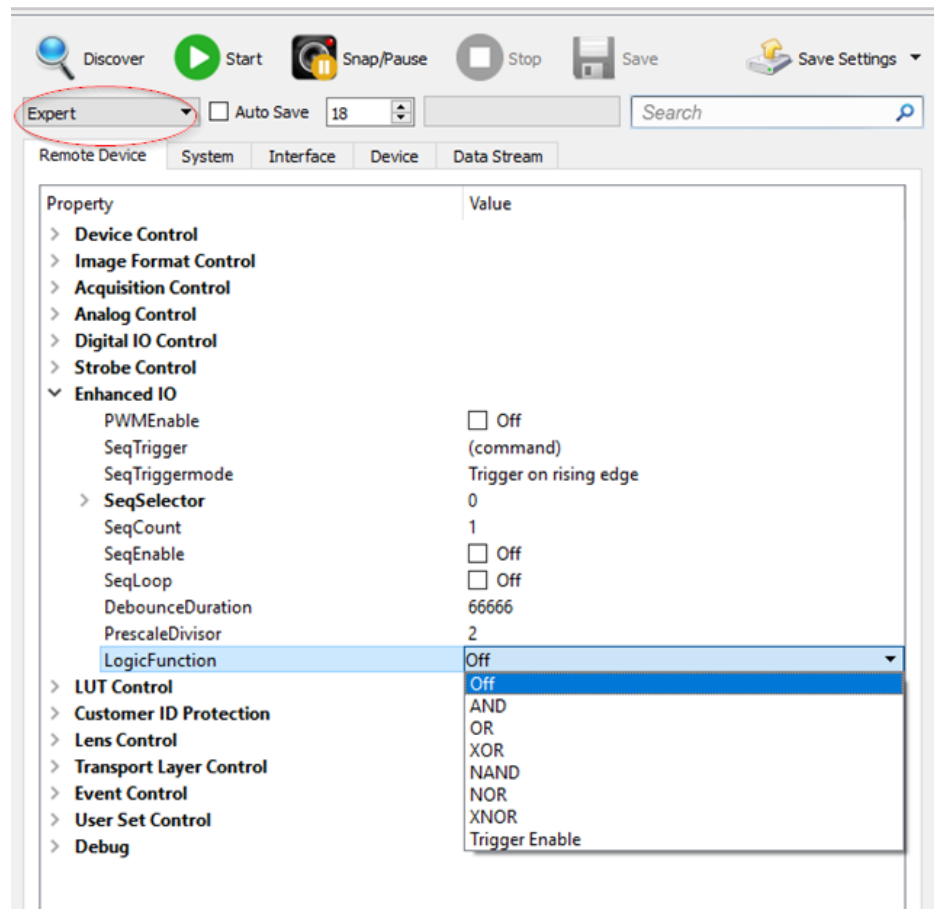 Discover Start Snap/Pause Stop Save Save Settings
Expert Auto Save 18 Search
Remote Device System Interface Device Data Stream
Property Value
Device Control
Image Format Control
Acquisition Control
Analog Control
Digital IO Control
Strobe Control
Enhanced IO
PWMEnable Off
SeqTrigger (command)
SeqTriggermode Trigger on rising edge
SeqSelector 0
SeqCount 1
SeqEnable Off
SeqLoop Off
DebounceDuration 66666
PrescaleDivisor 2
LogicFunction Off
LUT Control Off
Customer ID Protection AND
Lens Control OR
Transport Layer Control XOR
Event Control NAND
User Set Control NOR
Debug XNOR
Trigger Enable